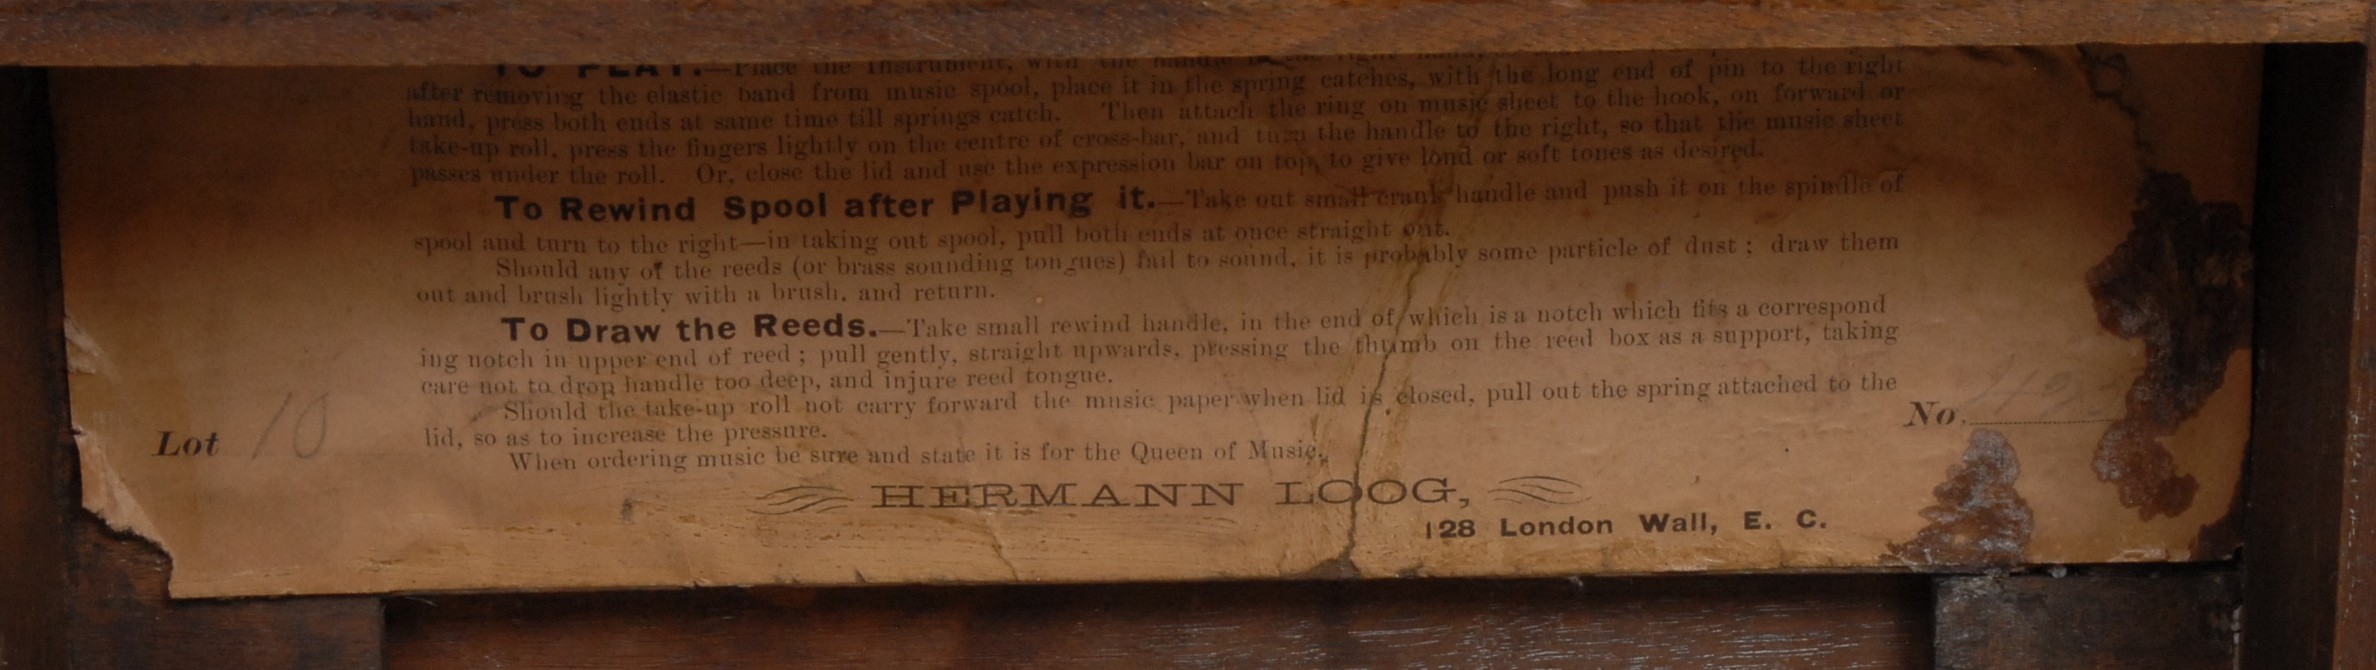 TO PLAY.—Place the Instrument, with the handle
after removing the elastic band from music spool, place it in the spring catches, with the long end of pin to the right
hand, press both ends at same time till springs catch. Then attach the ring on music sheet to the hook, on forward or
take-up roll, press the fingers lightly on the centre of cross-bar, and turn the handle to the right, so that the music sheet
passes under the roll. Or, close the lid and use the expression bar on top, to give loud or soft tones as desired.
To Rewind Spool after Playing it.—Take out small crank handle and push it on the spindle of
spool and turn to the right—in taking out spool, pull both ends at once straight out.
Should any of the reeds (or brass sounding tongues) fail to sound, it is probably some particle of dust; draw them
out and brush lightly with a brush, and return.
To Draw the Reeds.—Take small rewind handle, in the end of which is a notch which fits a correspond
ing notch in upper end of reed; pull gently, straight upwards, pressing the thumb on the reed box as a support, taking
care not to drop handle too deep, and injure reed tongue.
Should the take-up roll not carry forward the music paper when lid is closed, pull out the spring attached to the
lid, so as to increase the pressure.
When ordering music be sure and state it is for the Queen of Music.
Lot 10
No.
HERMANN LOOG,
128 London Wall, E. C.